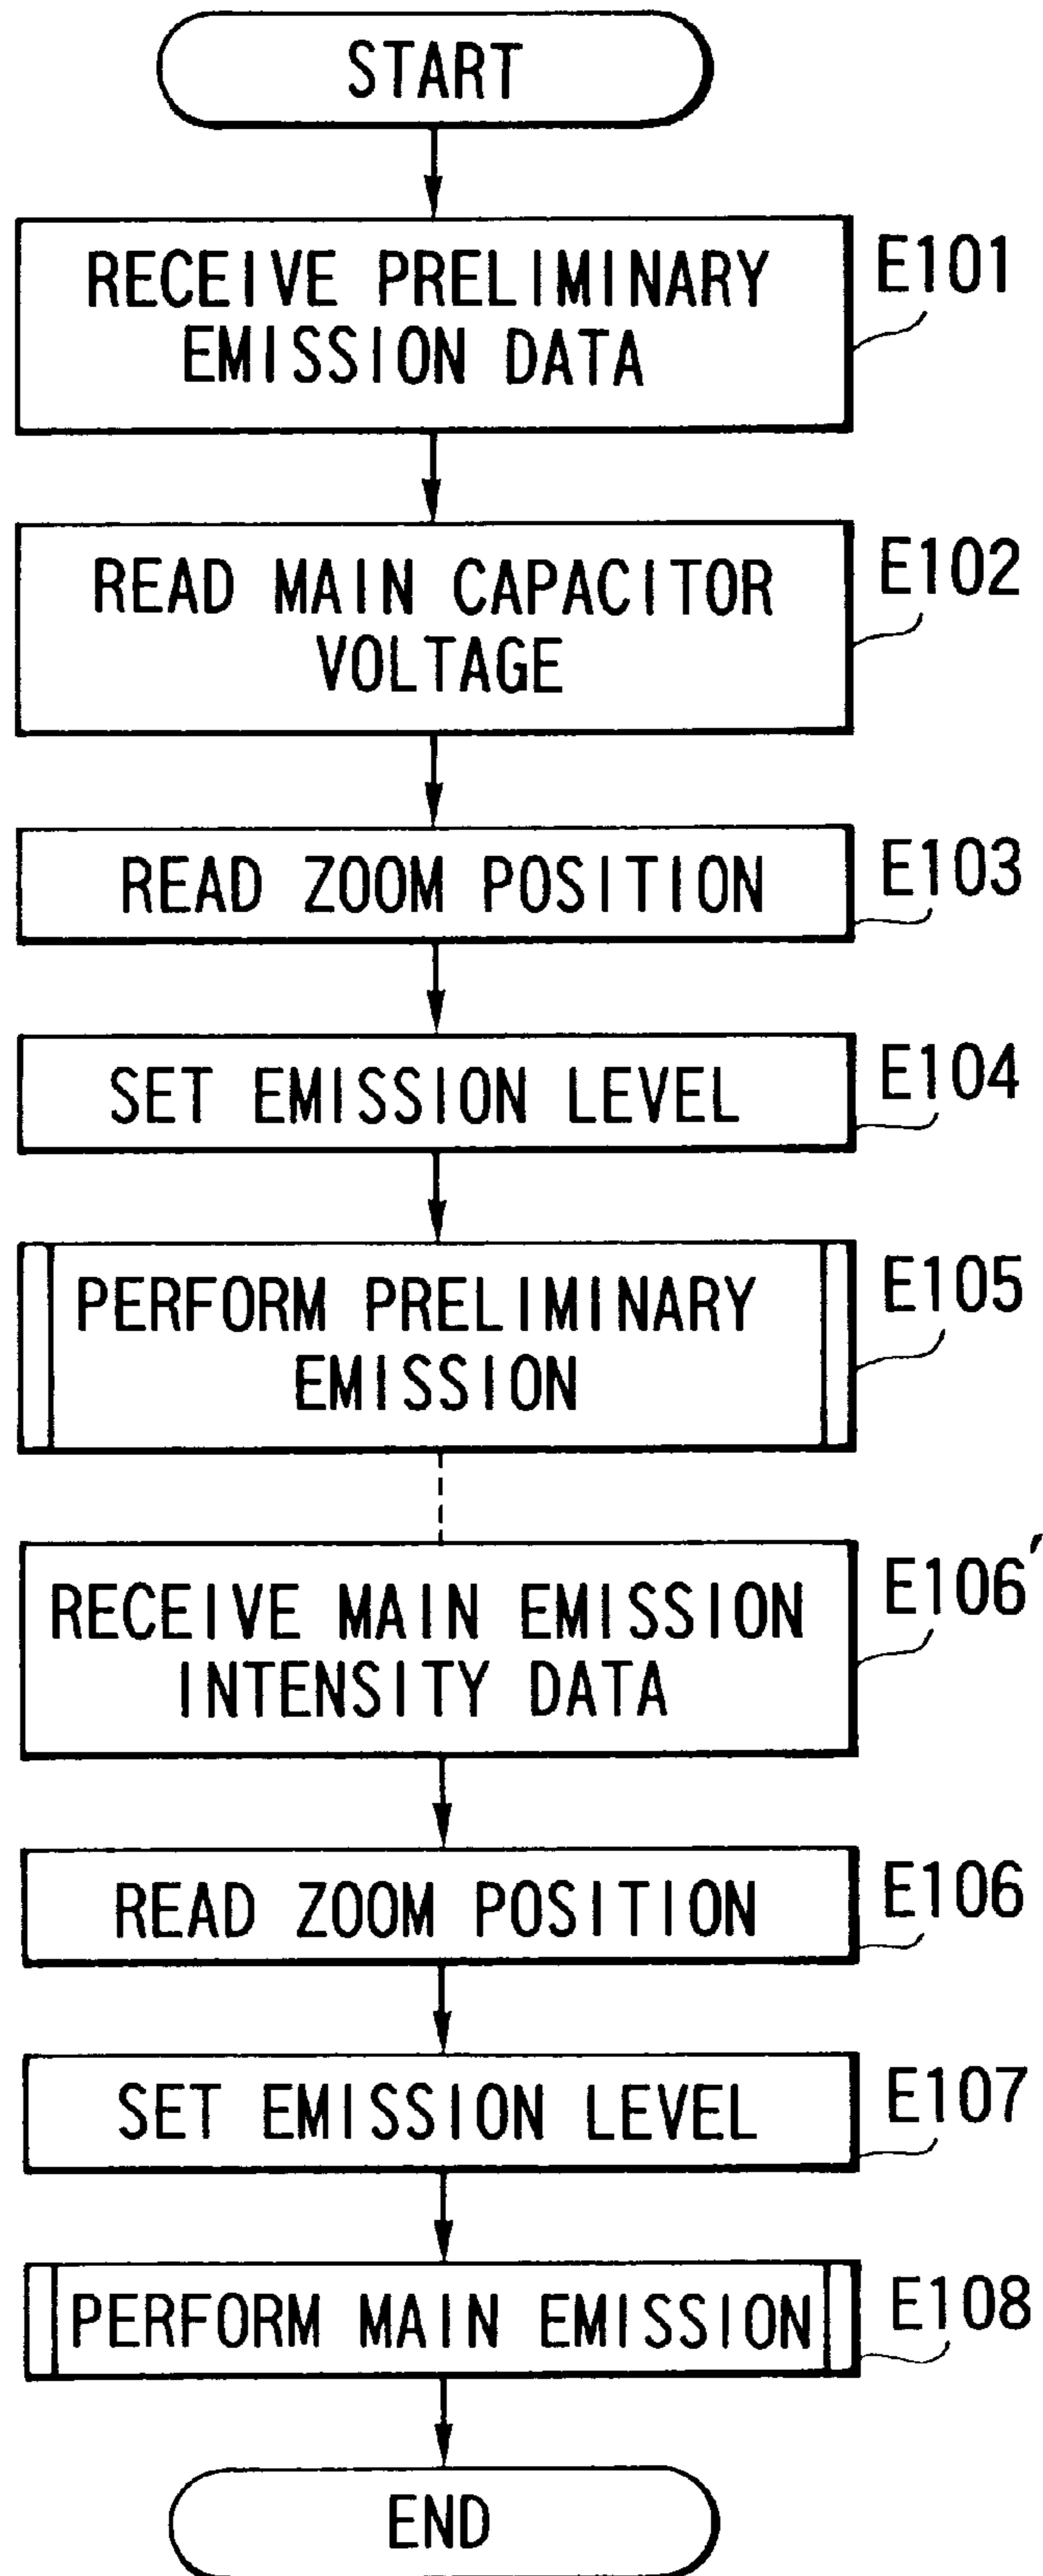 START
RECEIVE PRELIMINARY
EMISSION DATA
E101
READ MAIN CAPACITOR
VOLTAGE
E102
READ ZOOM POSITION
E103
SET EMISSION LEVEL
E104
PERFORM PRELIMINARY
EMISSION
E105
RECEIVE MAIN EMISSION
INTENSITY DATA
E106'
READ ZOOM POSITION
E106
SET EMISSION LEVEL
E107
PERFORM MAIN EMISSION
E108
END